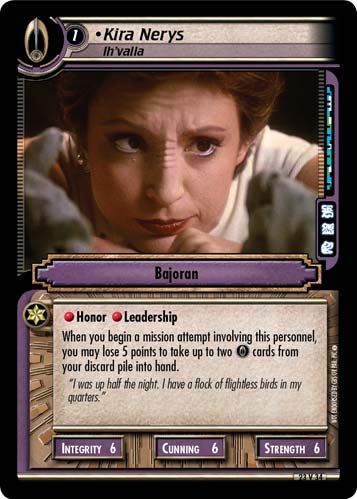 1 •Kira Nerys
Ih'valla
Bajoran
Honor Leadership
When you begin a mission attempt involving this personnel,
you may lose 5 points to take up to two cards from
your discard pile into hand.
"I was up half the night. I have a flock of flightless birds in my
quarters."
INTEGRITY 6 CUNNING 6 STRENGTH 6
23 V 34